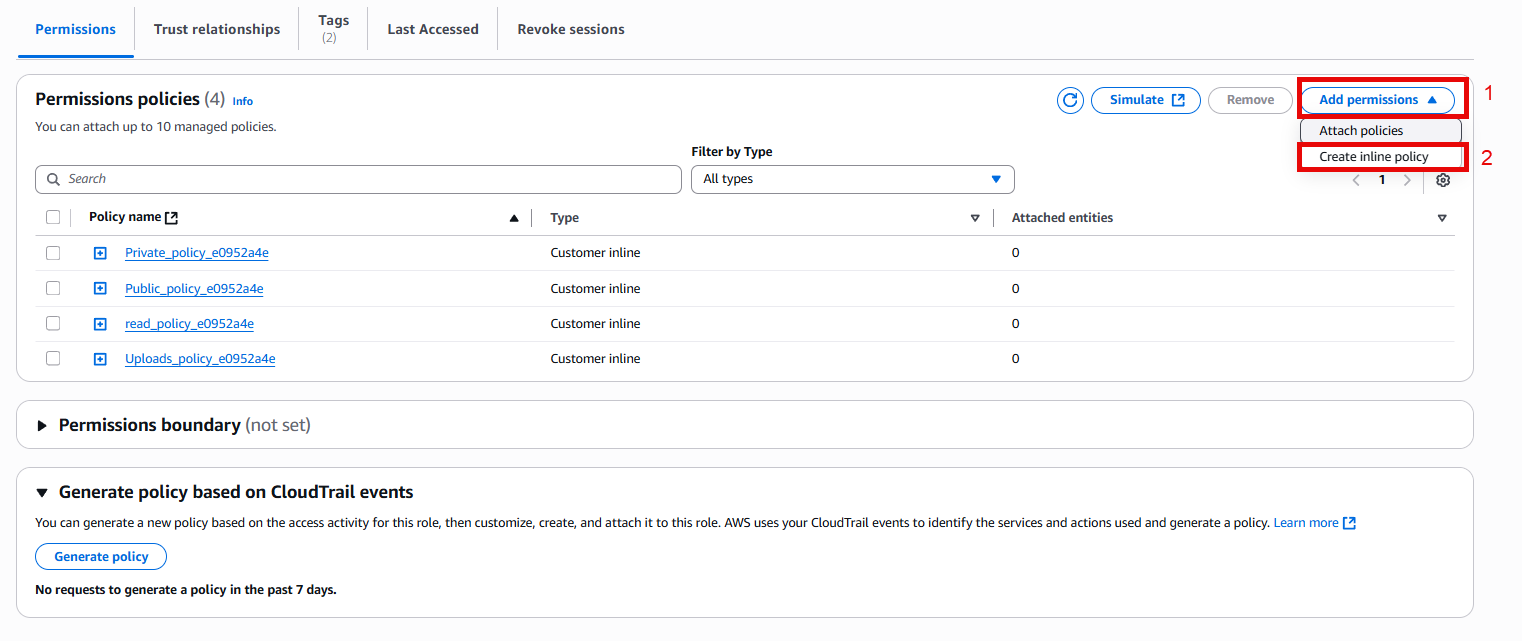 Permissions
Trust relationships
Tags
(2)
Last Accessed
Revoke sessions
Permissions policies (4) Info
You can attach up to 10 managed policies.
Simulate
Remove
Add permissions
1
Attach policies
Create inline policy
2
Filter by Type
Search
All types
1
Policy name
Type
Attached entities
Private_policy_e0952a4e
Customer inline
0
Public_policy_e0952a4e
Customer inline
0
read_policy_e0952a4e
Customer inline
0
Uploads_policy_e0952a4e
Customer inline
0
Permissions boundary (not set)
Generate policy based on CloudTrail events
You can generate a new policy based on the access activity for this role, then customize, create, and attach it to this role. AWS uses your CloudTrail events to identify the services and actions used and generate a policy. Learn more
Generate policy
No requests to generate a policy in the past 7 days.